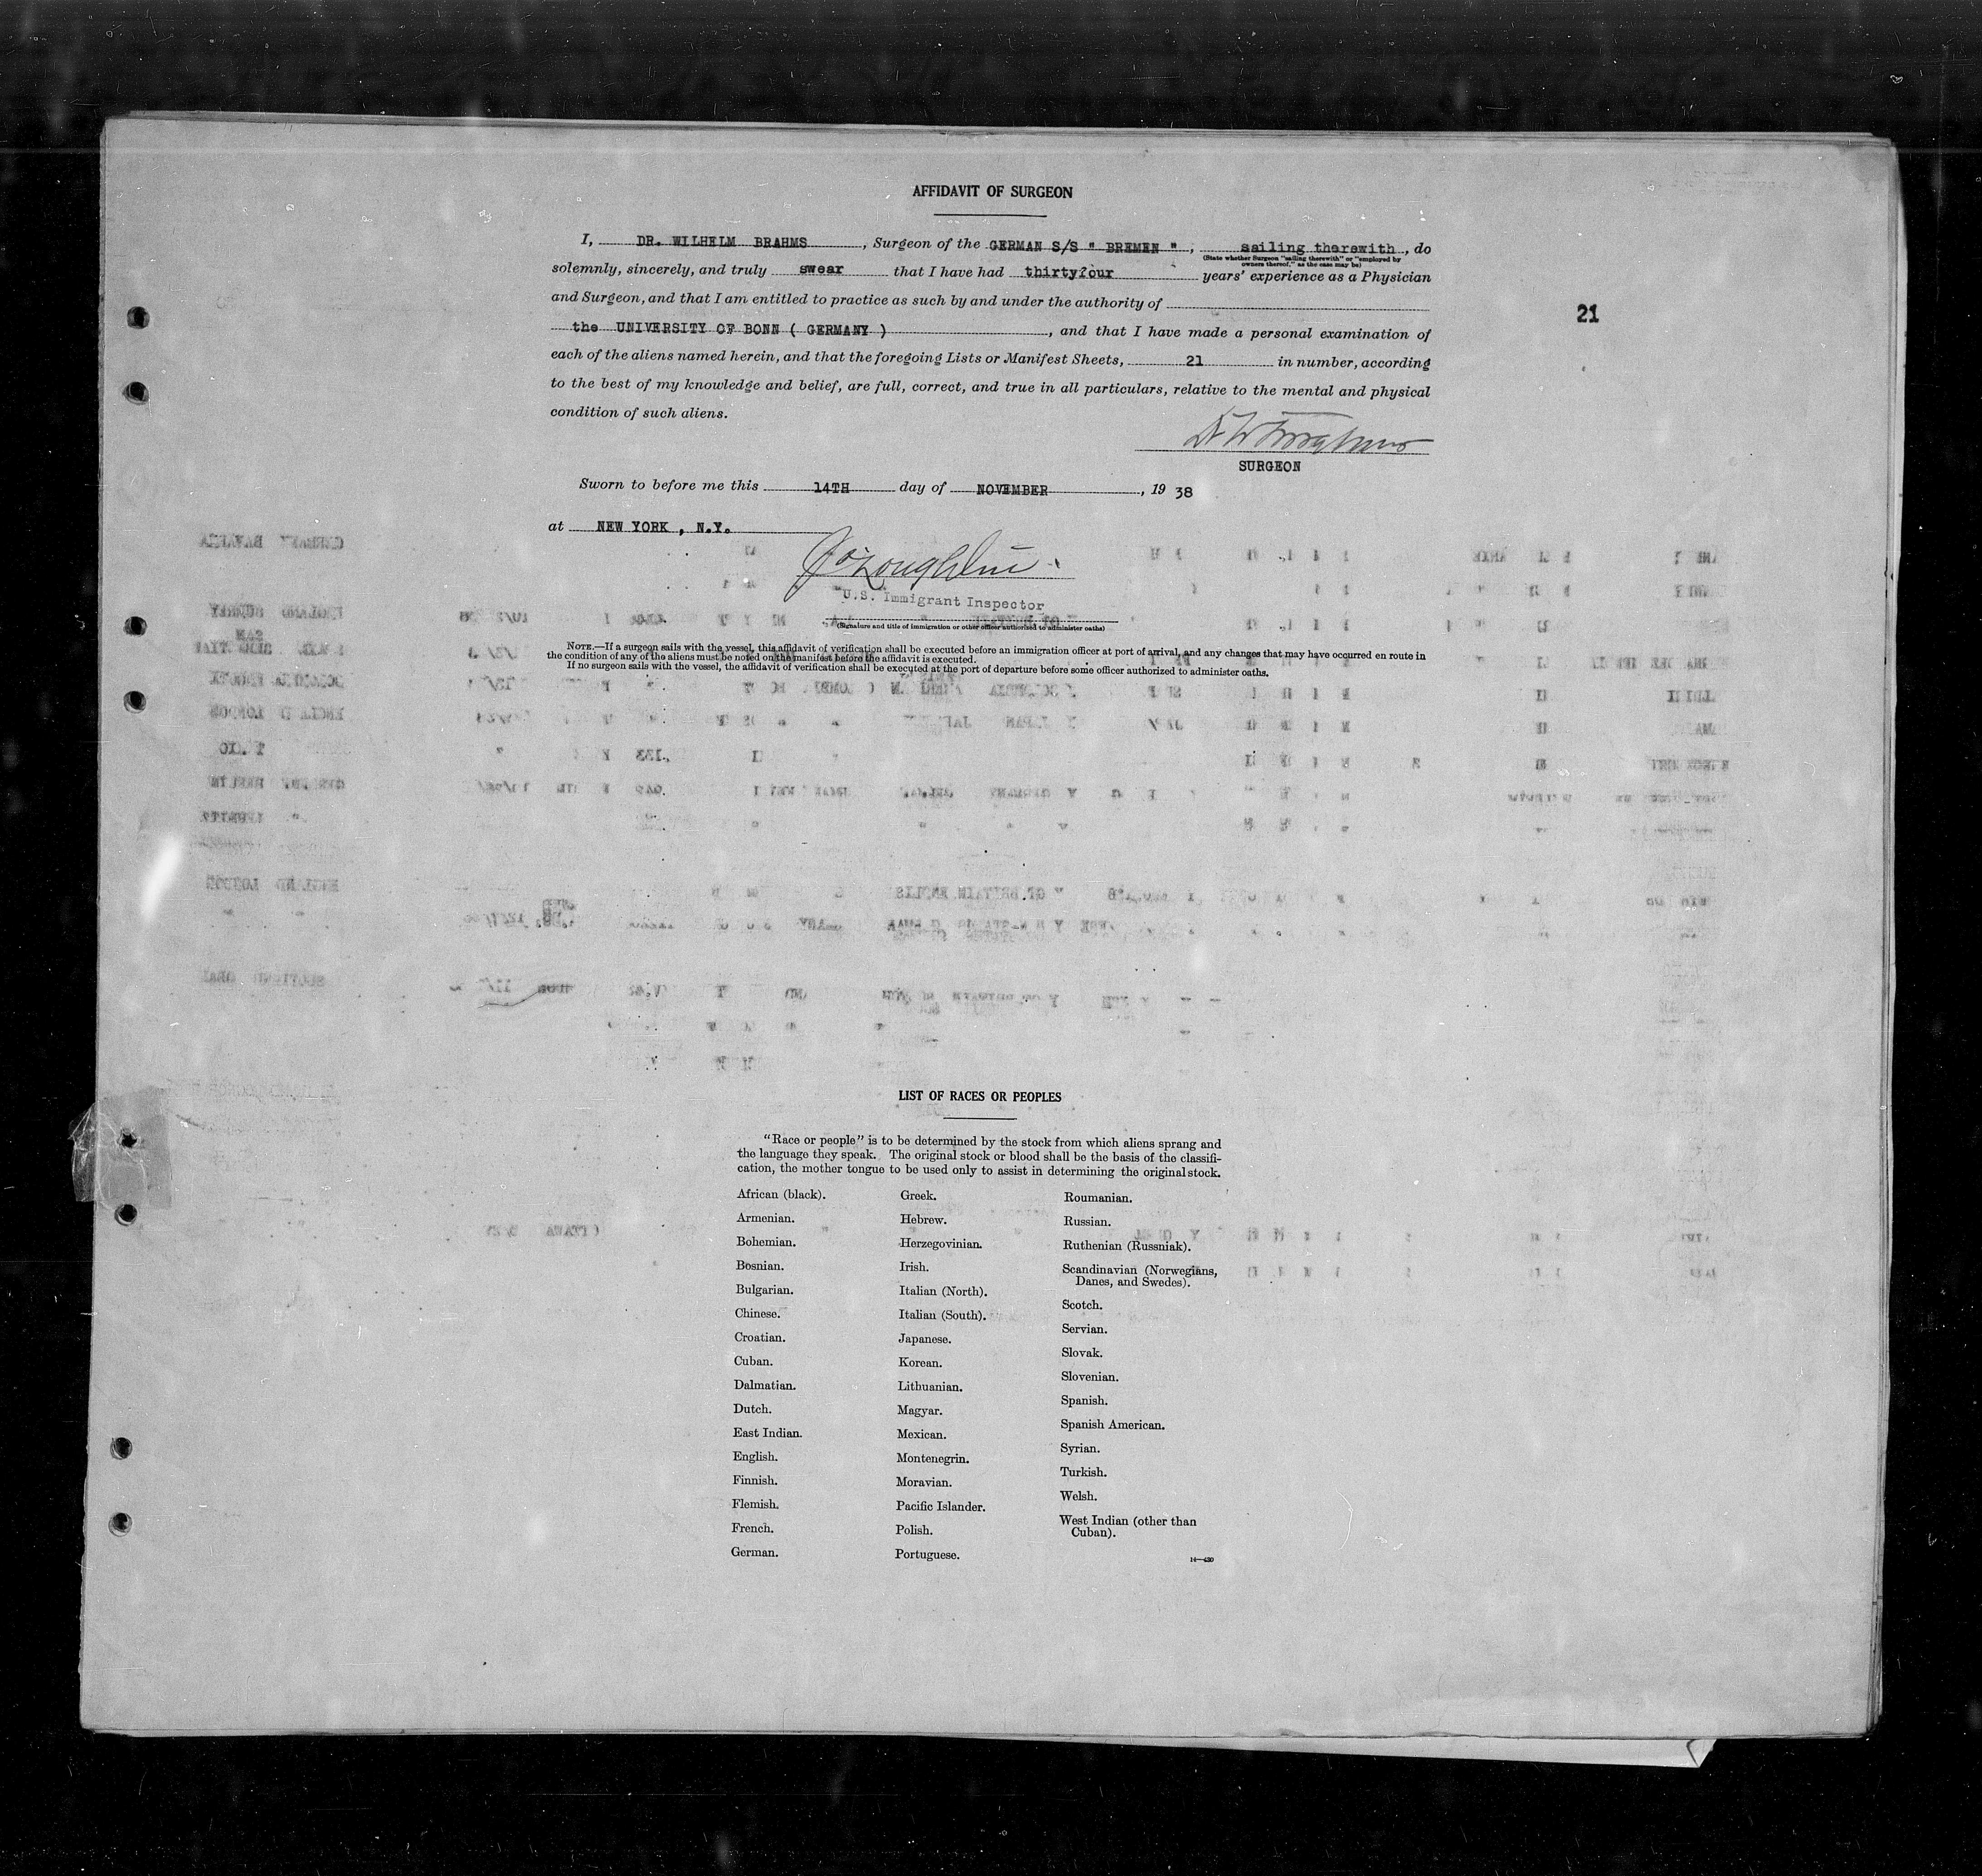 AFFIDAVIT OF SURGEON
I, DR. WILHELM BRAHMS, Surgeon of the GERMAN S/S " BREMEN ", sailing therewith, do
(State whether Surgeon "sailing therewith" or "employed by
owners thereof," as the case may be)
solemnly, sincerely, and truly swear that I have had thirtyfour years' experience as a Physician
and Surgeon, and that I am entitled to practice as such by and under the authority of
the UNIVERSITY OF BONN ( GERMANY ), and that I have made a personal examination of
21
each of the aliens named herein, and that the foregoing Lists or Manifest Sheets, 21 in number, according
to the best of my knowledge and belief, are full, correct, and true in all particulars, relative to the mental and physical
condition of such aliens.
SURGEON
Sworn to before me this 14TH day of NOVEMBER, 1938
at NEW YORK , N.Y.
U.S. Immigrant Inspector
(Signature and title of immigration or other officer authorized to administer oaths)
NOTE.—If a surgeon sails with the vessel, this affidavit of verification shall be executed before an immigration officer at port of arrival, and any changes that may have occurred en route in
the condition of any of the aliens must be noted on the manifest before the affidavit is executed.
If no surgeon sails with the vessel, the affidavit of verification shall be executed at the port of departure before some officer authorized to administer oaths.
LIST OF RACES OR PEOPLES
"Race or people" is to be determined by the stock from which aliens sprang and
the language they speak. The original stock or blood shall be the basis of the classifi-
cation, the mother tongue to be used only to assist in determining the original stock.
African (black).
Armenian.
Bohemian.
Bosnian.
Bulgarian.
Chinese.
Croatian.
Cuban.
Dalmatian.
Dutch.
East Indian.
English.
Finnish.
Flemish.
French.
German.
Greek.
Hebrew.
Herzegovinian.
Irish.
Italian (North).
Italian (South).
Japanese.
Korean.
Lithuanian.
Magyar.
Mexican.
Montenegrin.
Moravian.
Pacific Islander.
Polish.
Portuguese.
Roumanian.
Russian.
Ruthenian (Russniak).
Scandinavian (Norwegians,
Danes, and Swedes).
Scotch.
Servian.
Slovak.
Slovenian.
Spanish.
Spanish American.
Syrian.
Turkish.
Welsh.
West Indian (other than
Cuban).